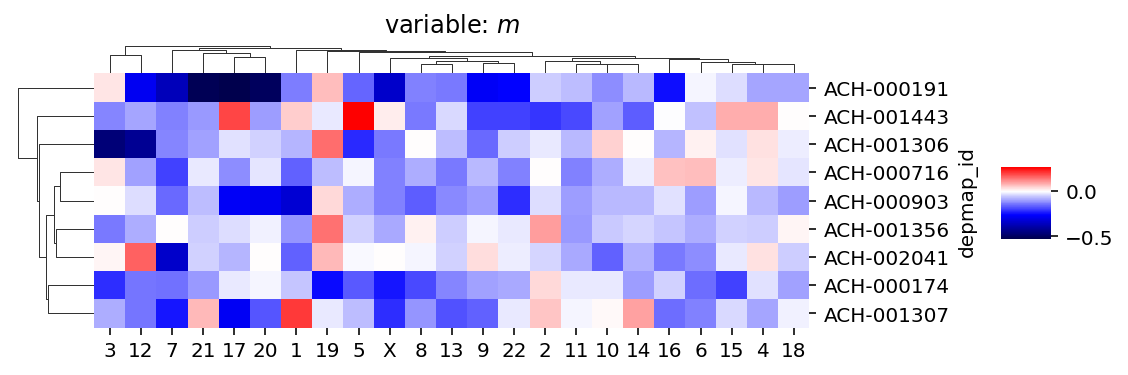 variable: m
ACH-000191
ACH-001443
ACH-001306
ACH-000716
ACH-000903
ACH-001356
ACH-002041
ACH-000174
ACH-001307
depmap_id
0.0
−0.5
3 12 7 21 17 20 1 19 5 X 8 13 9 22 2 11 10 14 16 6 15 4 18